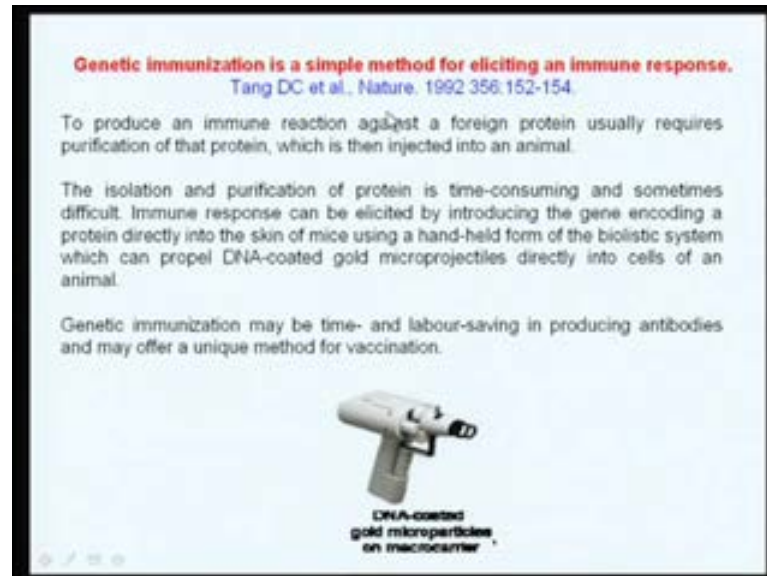 Genetic immunization is a simple method for eliciting an immune response.
Tang DC et al., Nature. 1992 356:152-154.
To produce an immune reaction against a foreign protein usually requires
purification of that protein, which is then injected into an animal.
The isolation and purification of protein is time-consuming and sometimes
difficult. Immune response can be elicited by introducing the gene encoding a
protein directly into the skin of mice using a hand-held form of the biolistic system
which can propel DNA-coated gold microprojectiles directly into cells of an
animal.
Genetic immunization may be time- and labour-saving in producing antibodies
and may offer a unique method for vaccination.
DNA-coated
gold microparticles
on macrocarrier